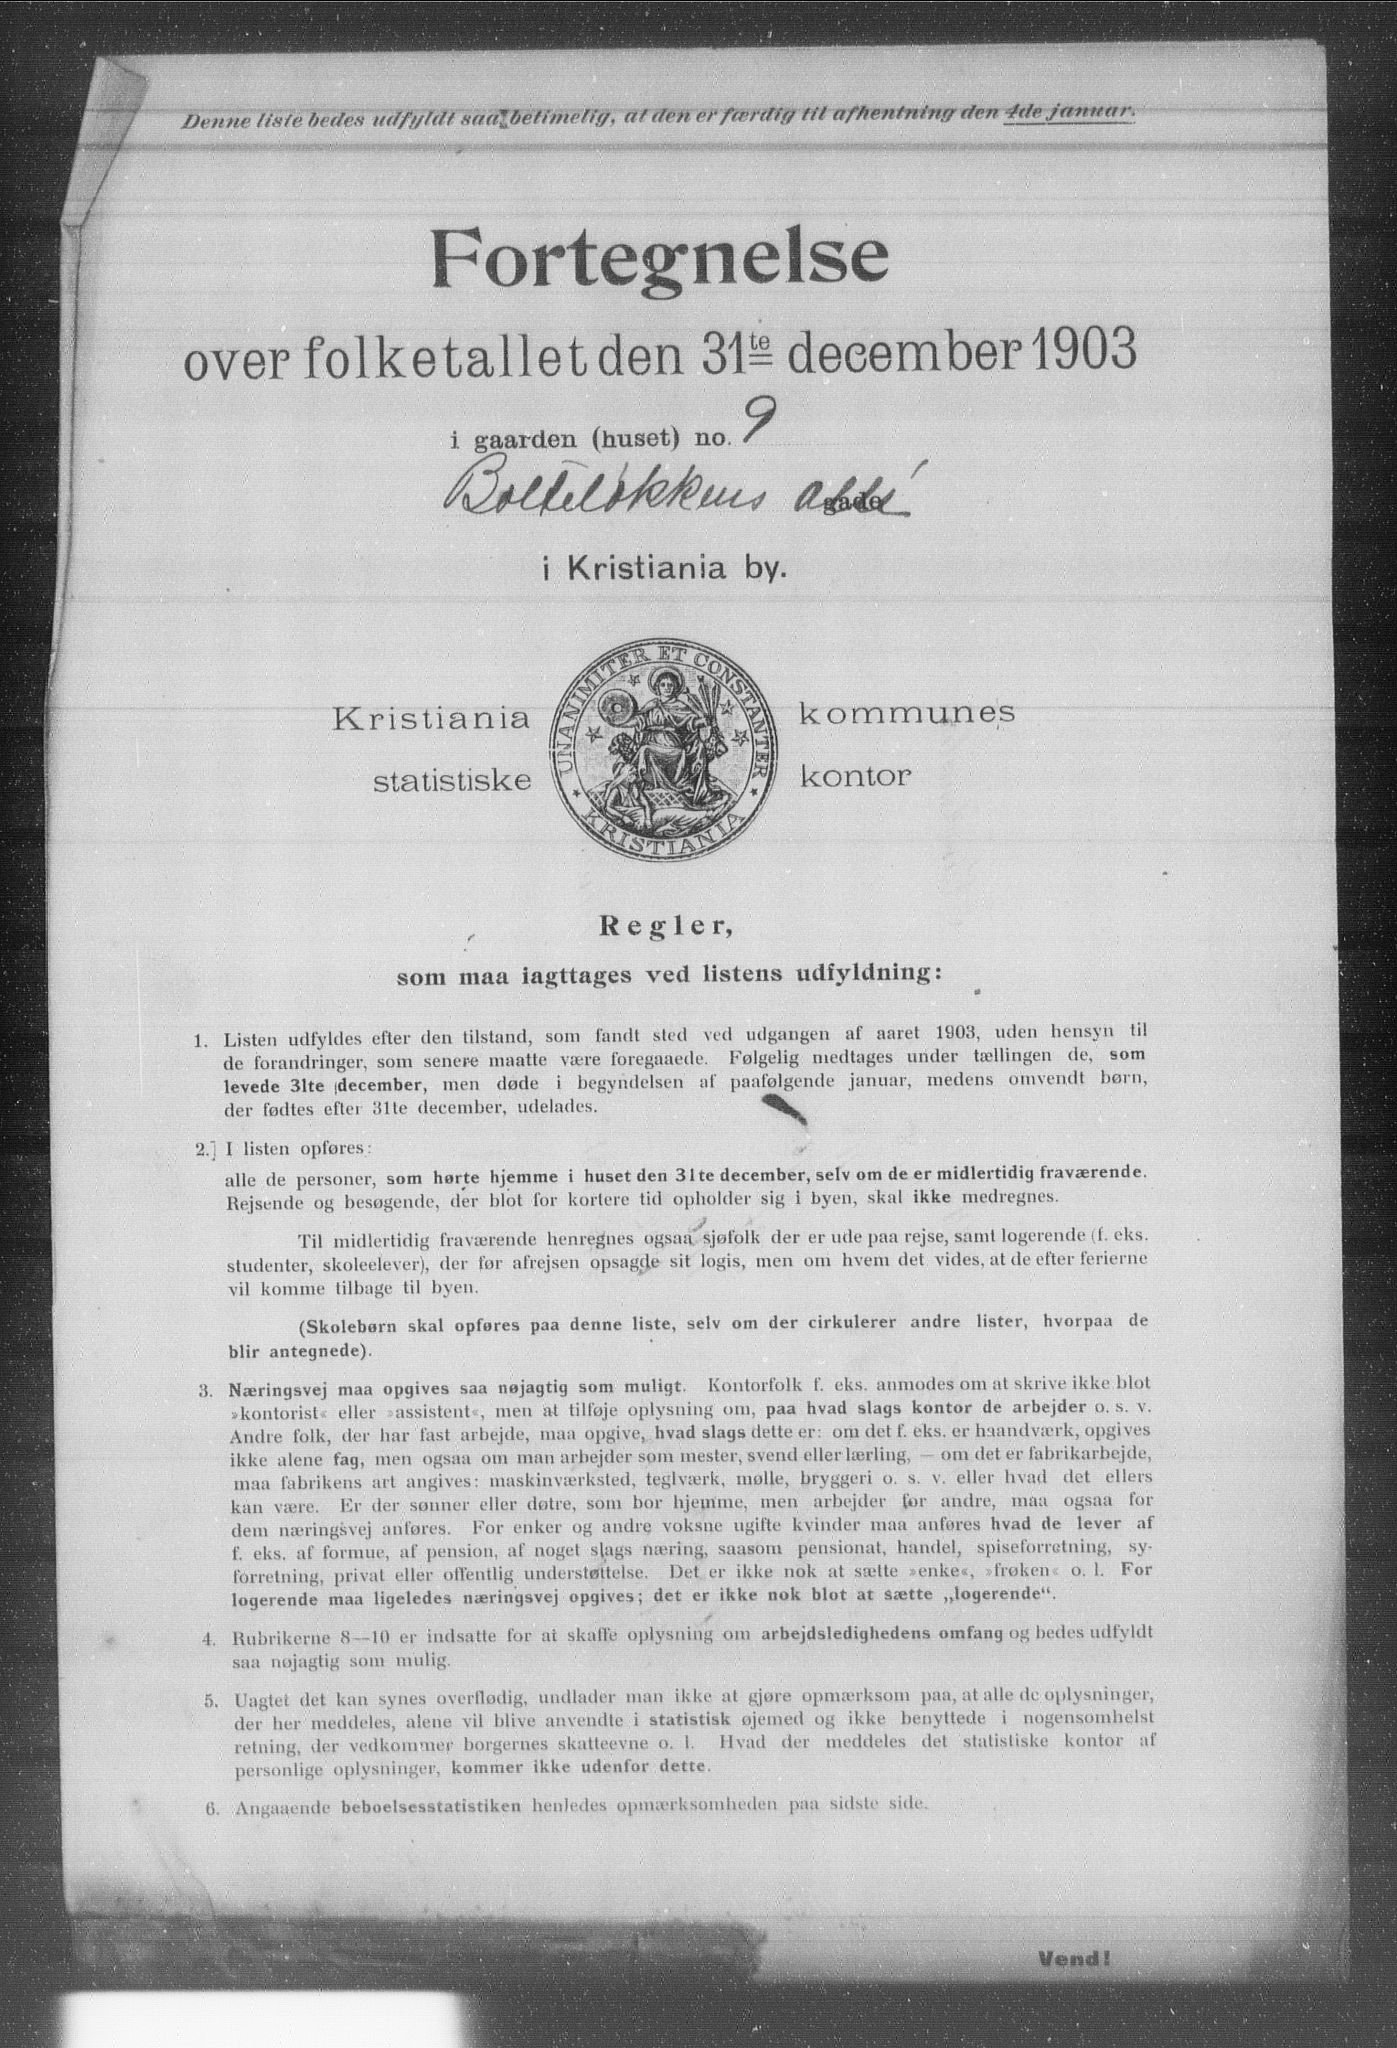 Denne liste bedes udfyldt saa betimelig, at den er færdig til afhentning den 4de januar.
Fortegnelse
over folketallet den 31te december 1903
i gaarden (huset) no. 9
Bolteløkkens allé gade
i Kristiania by.
Kristiania kommunes
statistiske kontor
UNANIMITER ET CONSTANTER
KRISTIANIA
Regler,
som maa iagttages ved listens udfyldning:
1. Listen udfyldes efter den tilstand, som fandt sted ved udgangen af aaret 1903, uden hensyn til
de forandringer, som senere maatte være foregaaede. Følgelig medtages under tællingen de, som
levede 31te december, men døde i begyndelsen af paafølgende januar, medens omvendt børn,
der fødtes efter 31te december, udelades.
2. I listen opføres:
alle de personer, som hørte hjemme i huset den 31te december, selv om de er midlertidig fraværende.
Rejsende og besøgende, der blot for kortere tid opholder sig i byen, skal ikke medregnes.
Til midlertidig fraværende henregnes ogsaa sjøfolk der er ude paa rejse, samt logerende (f. eks.
studenter, skoleelever), der før afrejsen opsagde sit logis, men om hvem det vides, at de efter ferierne
vil komme tilbage til byen.
(Skolebørn skal opføres paa denne liste, selv om der cirkulerer andre lister, hvorpaa de
blir antegnede).
3. Næringsvej maa opgives saa nøjagtig som muligt. Kontorfolk f. eks. anmodes om at skrive ikke blot
»kontorist« eller »assistent«, men at tilføje oplysning om, paa hvad slags kontor de arbejder o. s. v.
Andre folk, der har fast arbejde, maa opgive, hvad slags dette er: om det f. eks. er haandværk, opgives
ikke alene fag, men ogsaa om man arbejder som mester, svend eller lærling, — om det er fabrikarbejde,
maa fabrikens art angives: maskinværksted, teglværk, mølle, bryggeri o. s. v. eller hvad det ellers
kan være. Er der sønner eller døtre, som bor hjemme, men arbejder for andre, maa ogsaa for
dem næringsvej anføres. For enker og andre voksne ugifte kvinder maa anføres hvad de lever af
f. eks. af formue, af pension, af noget slags næring, saasom pensionat, handel, spiseforretning, sy-
forretning, privat eller offentlig understøttelse. Det er ikke nok at sætte »enke«, »frøken« o. l. For
logerende maa ligeledes næringsvej opgives; det er ikke nok blot at sætte „logerende“.
4. Rubrikerne 8—10 er indsatte for at skaffe oplysning om arbejdsledighedens omfang og bedes udfyldt
saa nøjagtig som mulig.
5. Uagtet det kan synes overflødig, undlader man ikke at gjøre opmærksom paa, at alle de oplysninger,
der her meddeles, alene vil blive anvendte i statistisk øjemed og ikke benyttede i nogensomhelst
retning, der vedkommer borgernes skatteevne o. l. Hvad der meddeles det statistiske kontor af
personlige oplysninger, kommer ikke udenfor dette.
6. Angaaende beboelsesstatistiken henledes opmærksomheden paa sidste side.
Vend!